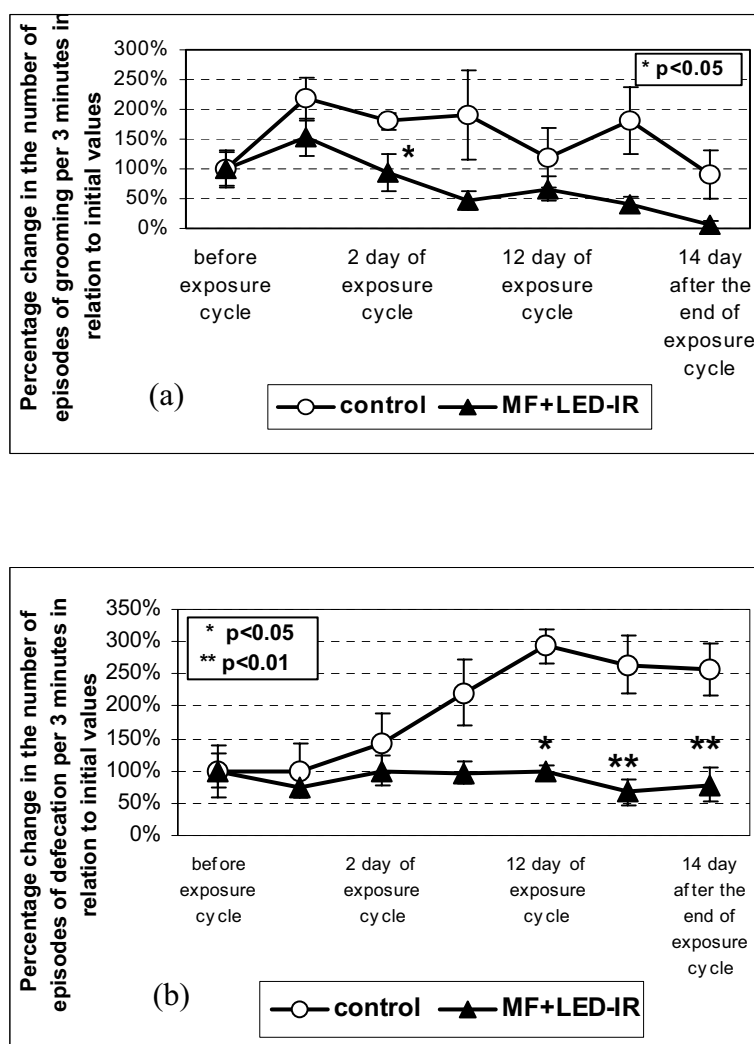 Percentage change in the number of
episodes of grooming per 3 minutes in
relation to initial values
300%
250%
200%
150%
100%
50%
0%
* p<0.05
*
before
exposure
cycle
2 day of
exposure
cycle
12 day of
exposure
cycle
14 day
after the
end of
exposure
cycle
(a)
control
MF+LED-IR
Percentage change in the number of
episodes of defecation per 3 minutes in
relation to initial values
350%
300%
250%
200%
150%
100%
50%
0%
* p<0.05
** p<0.01
*
**
**
before
exposure
cycle
2 day of
exposure
cycle
12 day of
exposure
cycle
14 day
after the
end of
exposure
cycle
(b)
control
MF+LED-IR